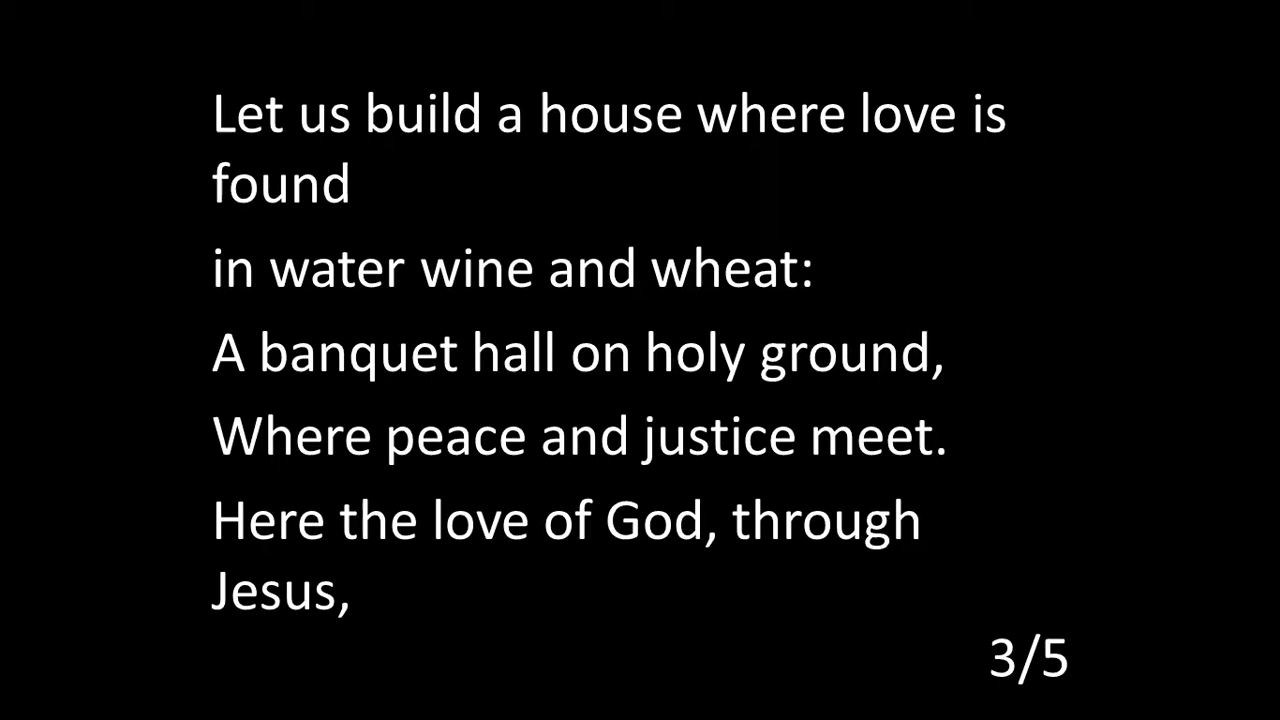 Let us build a house where love is
found
in water wine and wheat:
A banquet hall on holy ground,
Where peace and justice meet.
Here the love of God, through
Jesus,
3/5